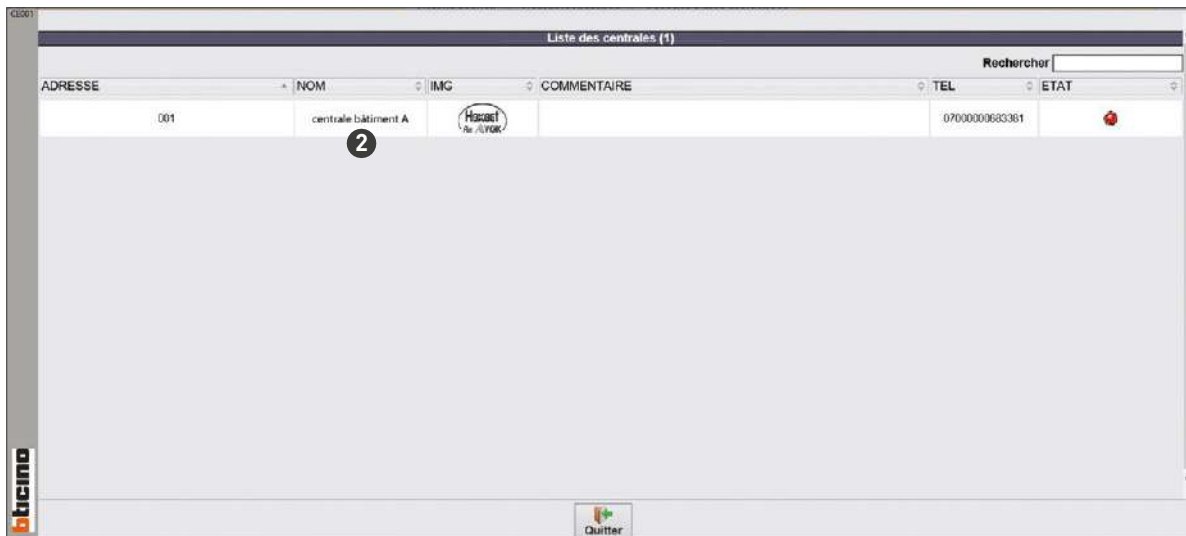 CE001
Liste des centrales (1)
Rechercher
ADRESSE NOM IMG COMMENTAIRE TEL ETAT
001 centrale bâtiment A Hexact 07000000683381
2
bticino
Quitter